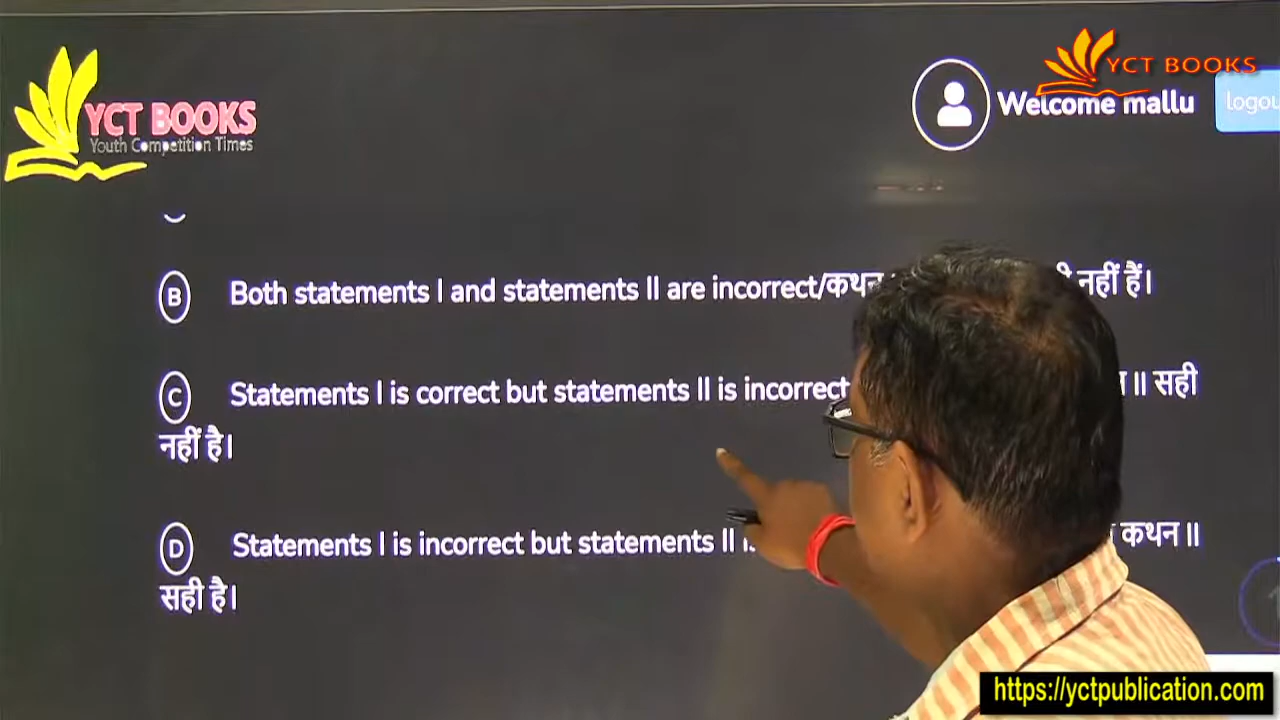 YCT BOOKS
Youth Competition Times
YCT BOOKS
Welcome mallu
B Both statements I and statements II are incorrect/कथन नहीं हैं।
C Statements I is correct but statements II is incorrect II सही
नहीं है।
D Statements I is incorrect but statements II कथन II
सही है।
https://yctpublication.com